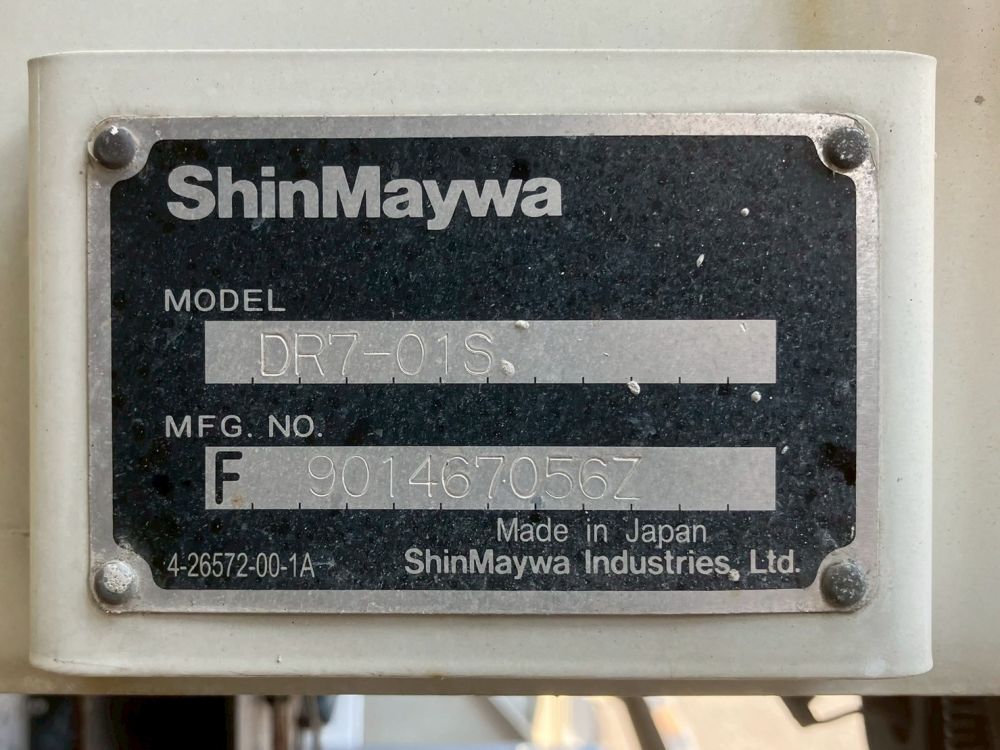 ShinMaywa
MODEL
DR7-01S
MFG. NO.
F 901467056Z
Made in Japan
4-26572-00-1A ShinMaywa Industries, Ltd.